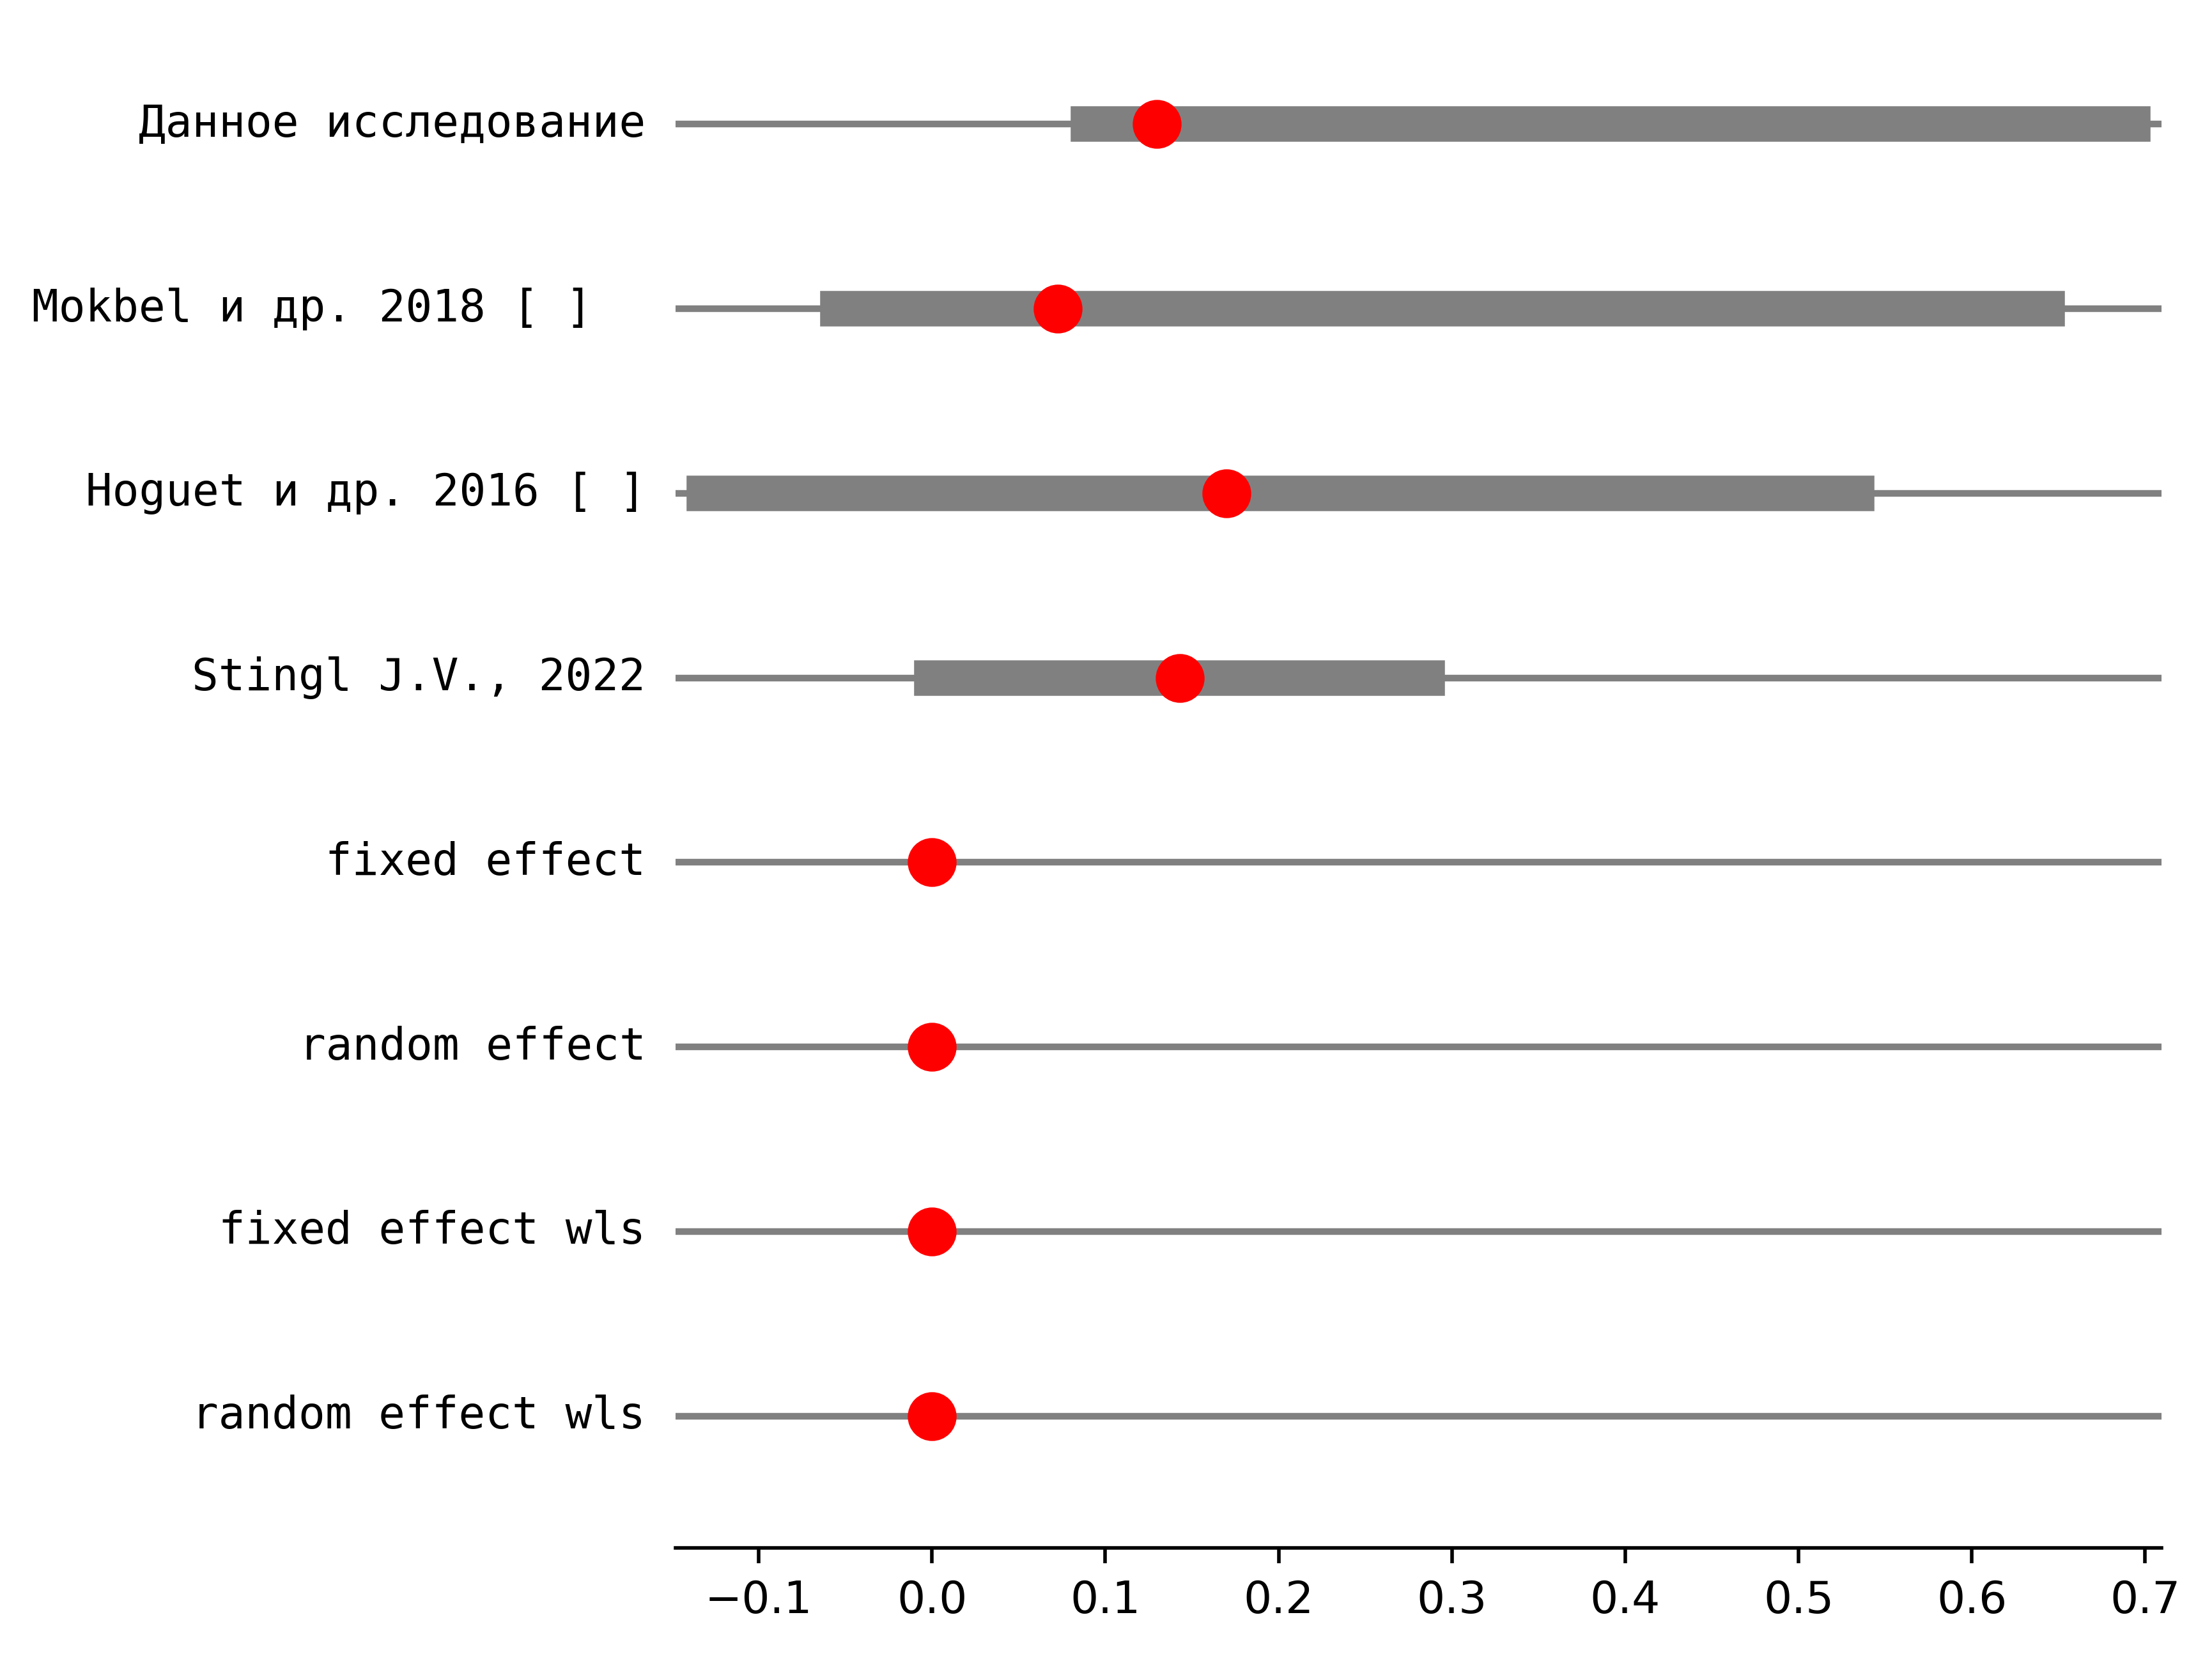 Данное исследование
Mokbel и др. 2018 [ ]
Hoguet и др. 2016 [ ]
Stingl J.V., 2022
fixed effect
random effect
fixed effect wls
random effect wls
−0.1 0.0 0.1 0.2 0.3 0.4 0.5 0.6 0.7